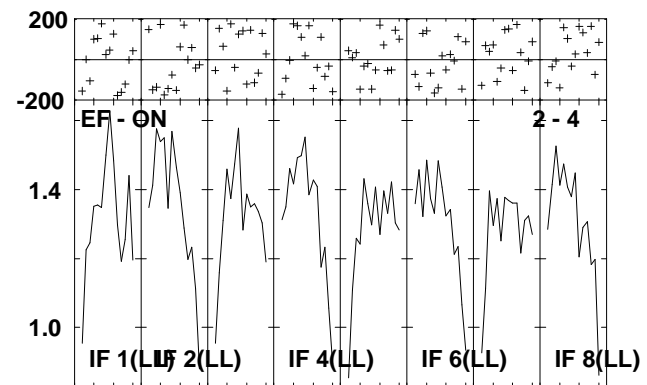 200
-200
EF - ON 2 - 4
1.4
1.0
IF 1(LL) IF 2(LL) IF 4(LL) IF 6(LL) IF 8(LL)